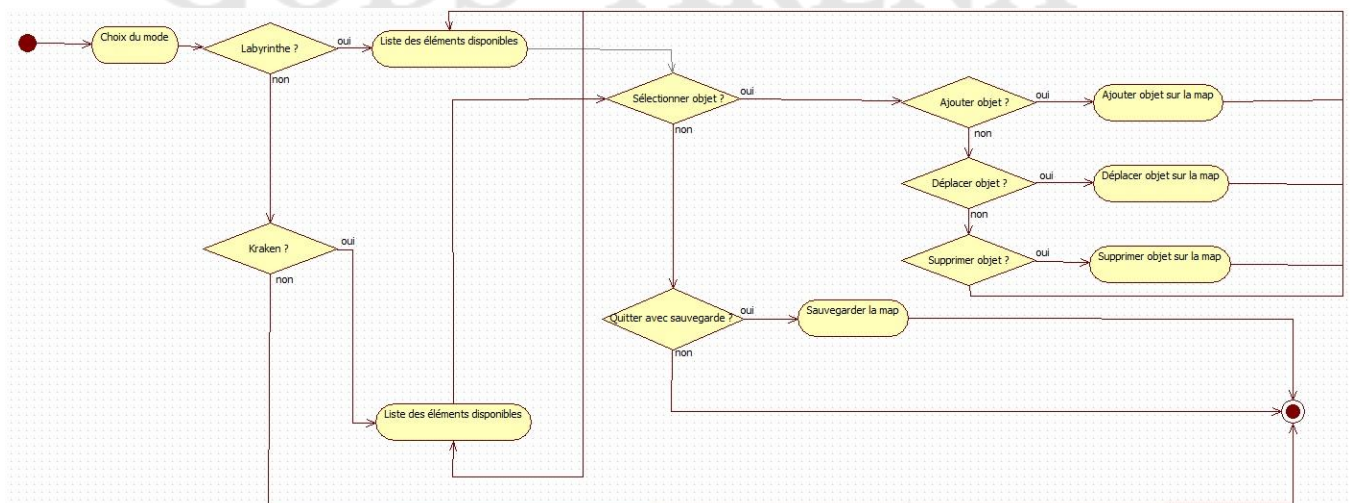 GODS ARENA
Choix du mode
Labyrinthe ?
oui
Liste des éléments disponibles
non
Sélectionner objet ?
oui
Ajouter objet ?
oui
Ajouter objet sur la map
non
non
Déplacer objet ?
oui
Déplacer objet sur la map
non
Kraken ?
oui
non
Supprimer objet ?
oui
Supprimer objet sur la map
Quitter avec sauvegarde ?
oui
Sauvegarder la map
non
Liste des éléments disponibles